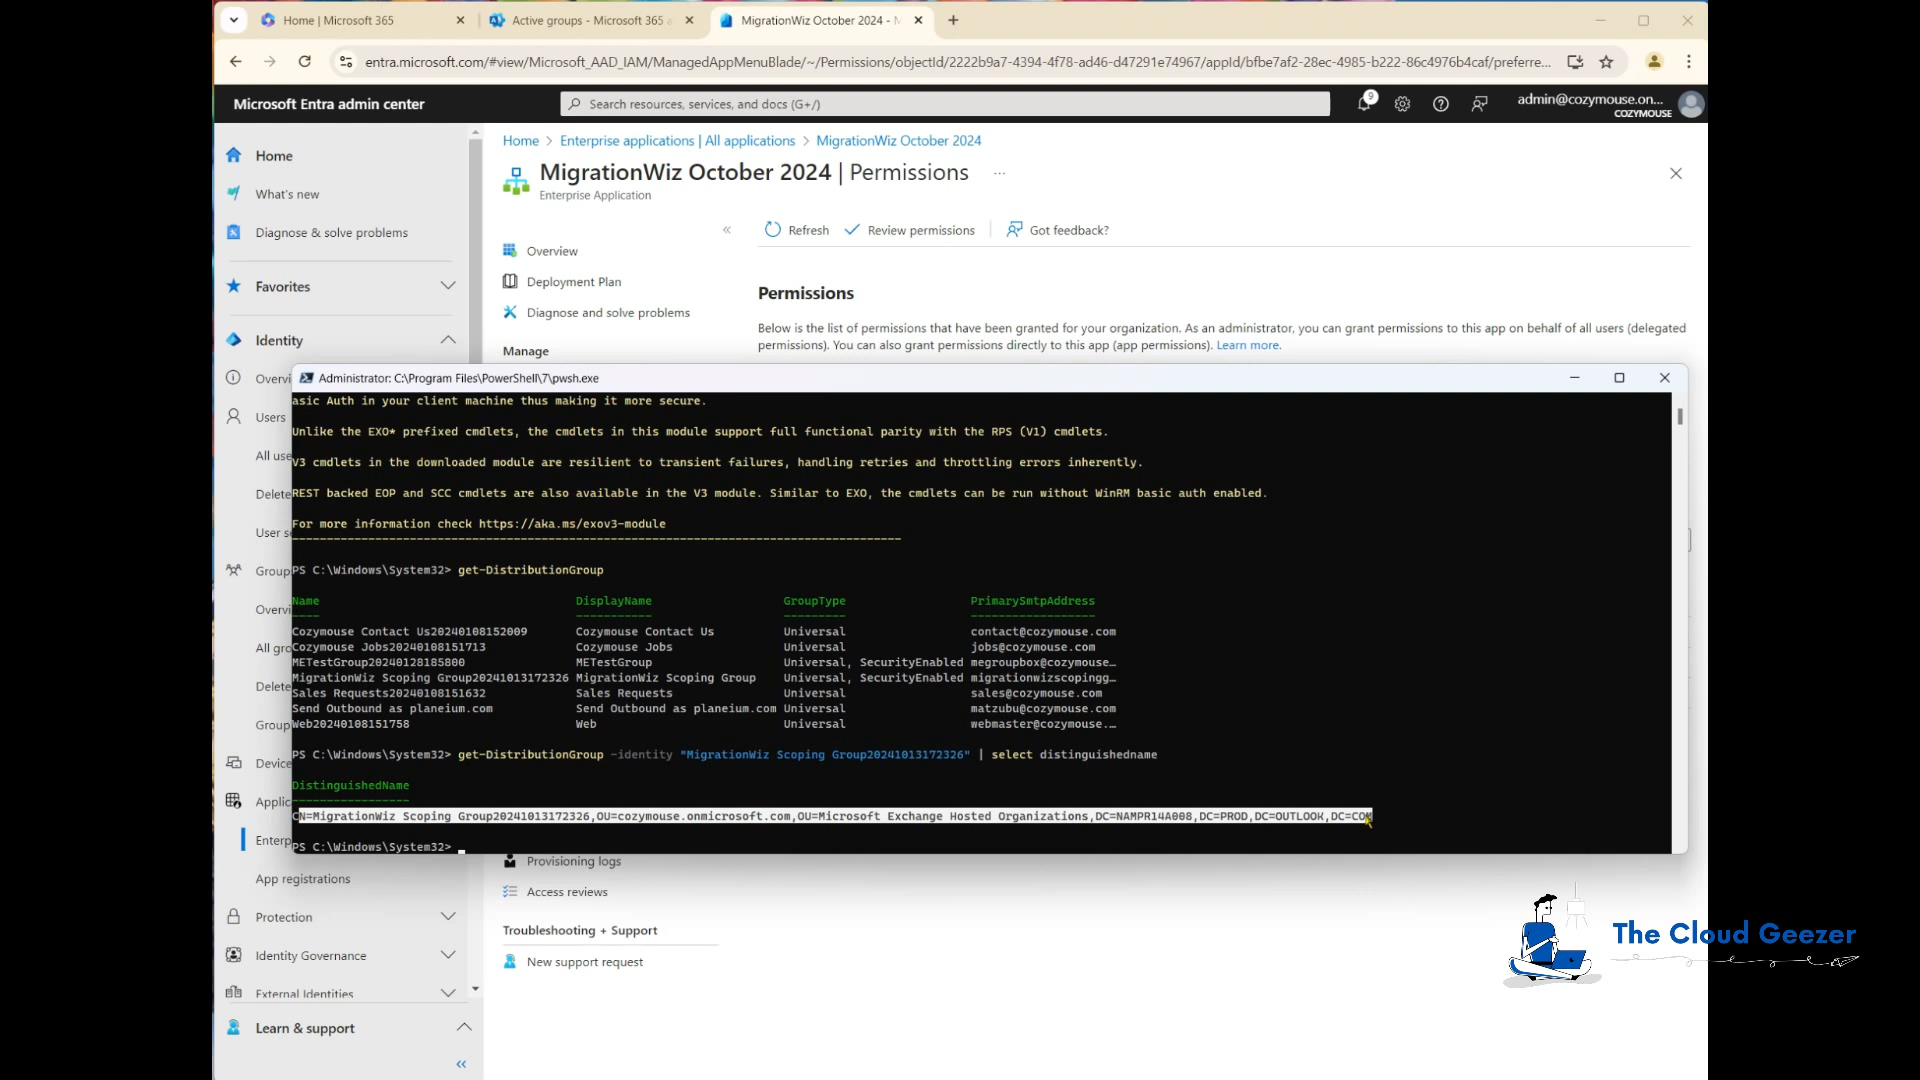 Home | Microsoft 365
Active groups - Microsoft 365 a
MigrationWiz October 2024 - M
entra.microsoft.com/#view/Microsoft_AAD_IAM/ManagedAppMenuBlade/~/Permissions/objectId/2222b9a7-4394-4f78-ad46-d47291e74967/appId/bfbe7af2-28ec-4985-b222-86c4976b4caf/preferre...
Microsoft Entra admin center
Search resources, services, and docs (G+/)
9
admin@cozymouse.on...
COZYMOUSE
Home
What's new
Diagnose & solve problems
Favorites
Identity
Overvi
Users
All use
Delete
User se
Group
Overvi
All gro
Delete
Group
Device
Applic
Enterp
App registrations
Protection
Identity Governance
External Identities
Learn & support
Home > Enterprise applications | All applications > MigrationWiz October 2024
MigrationWiz October 2024 | Permissions ...
Enterprise Application
Overview
Deployment Plan
Diagnose and solve problems
Manage
Refresh
Review permissions
Got feedback?
Permissions
Below is the list of permissions that have been granted for your organization. As an administrator, you can grant permissions to this app on behalf of all users (delegated
permissions). You can also grant permissions directly to this app (app permissions). Learn more.
Administrator: C:\Program Files\PowerShell\7\pwsh.exe
asic Auth in your client machine thus making it more secure.
Unlike the EXO* prefixed cmdlets, the cmdlets in this module support full functional parity with the RPS (V1) cmdlets.
V3 cmdlets in the downloaded module are resilient to transient failures, handling retries and throttling errors inherently.
REST backed EOP and SCC cmdlets are also available in the V3 module. Similar to EXO, the cmdlets can be run without WinRM basic auth enabled.
For more information check https://aka.ms/exov3-module
----------------------------------------------------------------------------------------
PS C:\Windows\System32> get-DistributionGroup
Name DisplayName GroupType PrimarySmtpAddress
---- ----------- --------- ------------------
Cozymouse Contact Us20240108152009 Cozymouse Contact Us Universal contact@cozymouse.com
Cozymouse Jobs20240108151713 Cozymouse Jobs Universal jobs@cozymouse.com
METestGroup20240128185800 METestGroup Universal, SecurityEnabled megroupbox@cozymouse…
MigrationWiz Scoping Group20241013172326 MigrationWiz Scoping Group Universal, SecurityEnabled migrationwizscopingg…
Sales Requests20240108151632 Sales Requests Universal sales@cozymouse.com
Send Outbound as planeium.com Send Outbound as planeium.com Universal matzubu@cozymouse.com
Web20240108151758 Web Universal webmaster@cozymouse.…
PS C:\Windows\System32> get-DistributionGroup -identity "MigrationWiz Scoping Group20241013172326" | select distinguishedname
DistinguishedName
-----------------
CN=MigrationWiz Scoping Group20241013172326,OU=cozymouse.onmicrosoft.com,OU=Microsoft Exchange Hosted Organizations,DC=NAMPR14A008,DC=PROD,DC=OUTLOOK,DC=COM
PS C:\Windows\System32>
Provisioning logs
Access reviews
Troubleshooting + Support
New support request
The Cloud Geezer